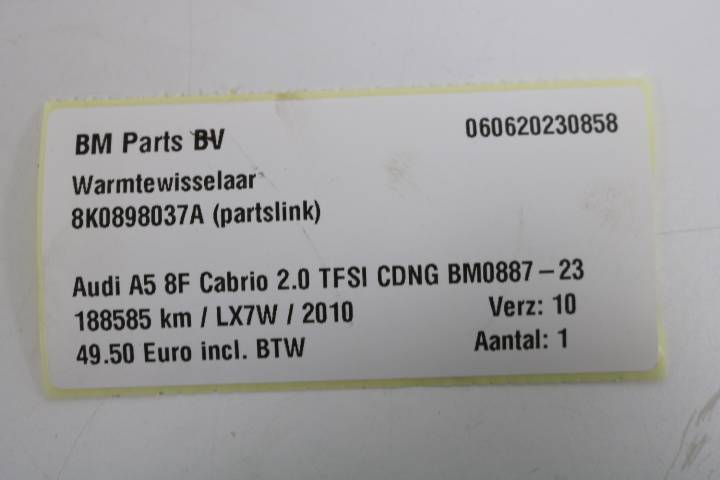 BM Parts BV 060620230858
Warmtewisselaar
8K0898037A (partslink)
Audi A5 8F Cabrio 2.0 TFSI CDNG BM0887-23
188585 km / LX7W / 2010 Verz: 10
49.50 Euro incl. BTW Aantal: 1